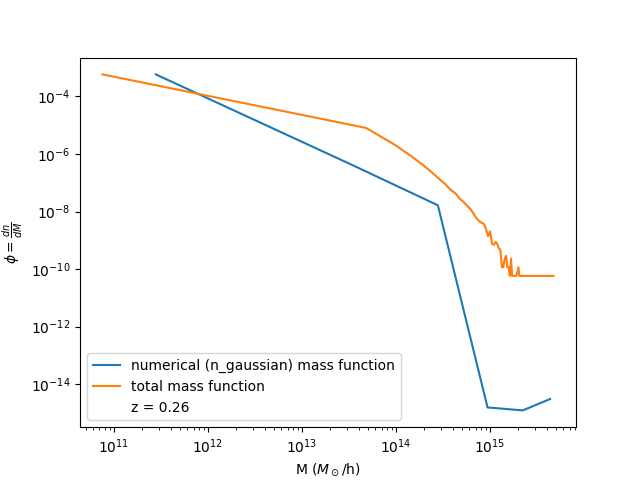 10⁻⁴
10⁻⁶
10⁻⁸
10⁻¹⁰
10⁻¹²
10⁻¹⁴
ϕ = dn/dM
numerical (n_gaussian) mass function
total mass function
z = 0.26
10¹¹ 10¹² 10¹³ 10¹⁴ 10¹⁵
M (M⊙/h)